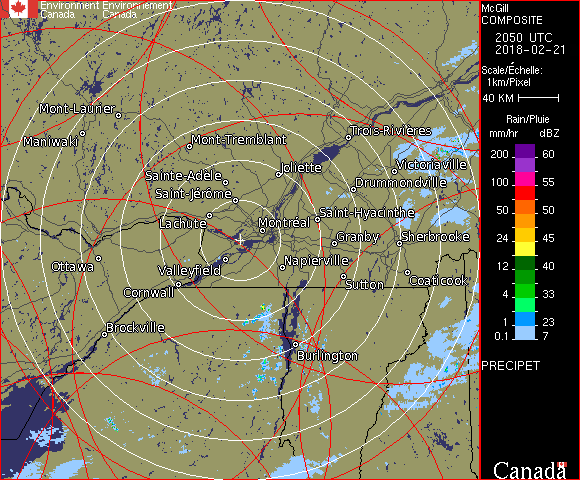 Environment Environnement
Canada Canada
McGill
COMPOSITE
2050 UTC
2018-02-21
Scale/Échelle:
1km/Pixel
40 KM
Rain/Pluie
mm/hr dBZ
200 60
100 55
50 50
24 45
12 40
4 33
1 23
0.1 7
PRECIPET
Canada
Mont-Laurier
Maniwaki
Mont-Tremblant
Trois-Rivières
Victoriaville
Sainte-Adèle
Joliette
Drummondville
Saint-Jérôme
Lachute
Montréal
Saint-Hyacinthe
Granby
Sherbrooke
Ottawa
Valleyfield
Napierville
Sutton
Coaticook
Cornwall
Brockville
Burlington